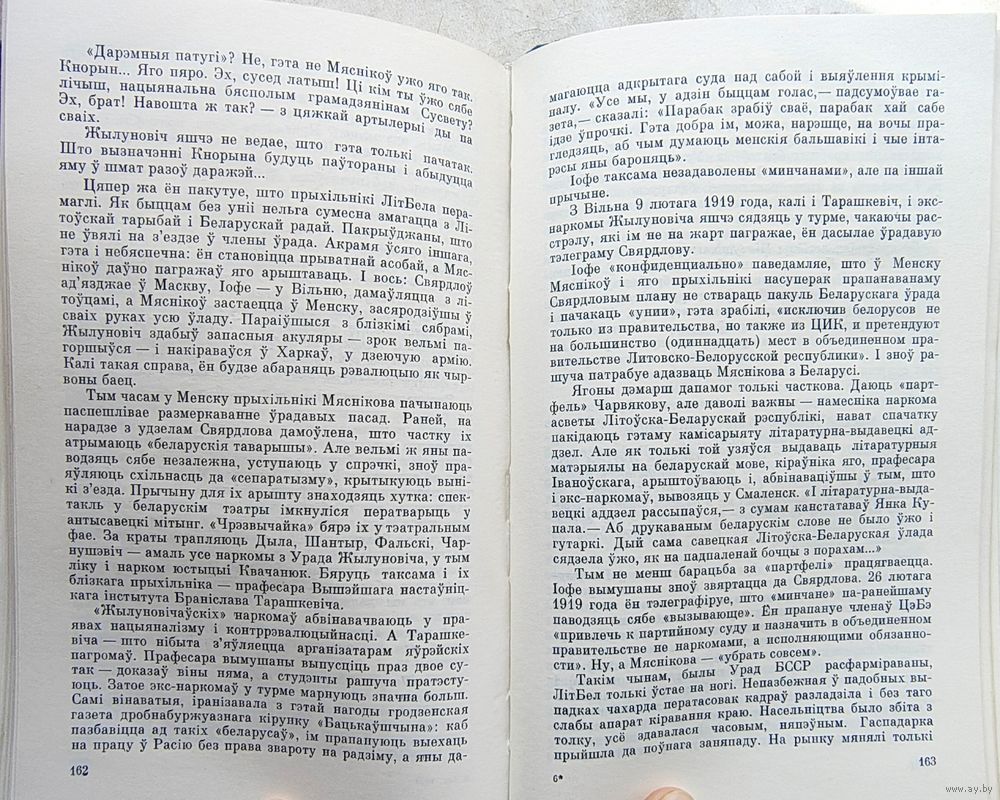 «Дарэмныя патугі»? Не, гэта не Мяснікоў ужо яго так.
Кнорын... Яго пяро. Эх, сусед латыш! Ці кім ты ўжо сябе
лічыш, нацыянальна бясполым грамадзянінам Сусвету?
Эх, брат! Навошта ж так? — з цяжкай артылерыі ды па
сваіх.
Жылуновіч яшчэ не ведае, што гэта толькі пачатак.
Што вызначэнні Кнорына будуць паўтораны і абыдуцца
яму ў шмат разоў даражэй...
Цяпер жа ён пакутуе, што прыхільнікі ЛітБела пера-
маглі. Як быццам без уніі нельга сумесна змагацца з Лі-
тоўскай тарыбай і Беларускай радай. Пакрыўджаны, што
не ўвялі на з'ездзе ў члены ўрада. Акрамя ўсяго іншага,
гэта і небяспечна: ён становіцца прыватнай асобай, а Мяс-
нікоў даўно пагражаў яго арыштаваць. І вось: Свярдлоў
ад'язджае ў Маскву, Іофе — у Вільню, дамаўляцца з лі-
тоўцамі, а Мяснікоў застаецца ў Менску, засяродзіўшы ў
сваіх руках усю ўладу. Параіўшыся з блізкімі сябрамі,
Жылуновіч здабыў запасныя акуляры — зрок вельмі па-
горшыўся — і накіраваўся ў Харкаў, у дзеючую армію.
Калі такая справа, ён будзе абараняць рэвалюцыю як чыр-
воны баец.
Тым часам у Менску прыхільнікі Мяснікова пачынаюць
паспешлівае размеркаванне ўрадавых пасад. Раней, на
нарадзе з удзелам Свярдлова дамоўлена, што частку іх
атрымаюць «беларускія таварышы». Але вельмі ж яны па-
водзяць сябе незалежна, уступаюць у спрэчкі, зноў пра-
яўляюць схільнасць да «сепаратызму», крытыкуюць выні-
кі з'езда. Прычыну для іх арышту знаходзяць хутка: спек-
такль у беларускім тэатры імкнуліся ператварыць у
антысавецкі мітынг. «Чрэзвычайка» бярэ іх у тэатральным
фае. За краты трапляюць Дыла, Шантыр, Фальскі, Чар-
нушэвіч — амаль усе наркомы з Урада Жылуновіча, у тым
ліку і нарком юстыцыі Квачанюк. Бяруць таксама і іх
блізкага прыхільніка — прафесара Вышэйшага настаўніц-
кага інстытута Браніслава Тарашкевіча.
«Жылуновічаўскіх» наркомаў абвінавачваюць у пра-
явах нацыяналізму і контррэвалюцыйнасці. А Тарашке-
віча — што нібыта з'яўляецца арганізатарам яўрэйскіх
пагромаў. Прафесара вымушаны выпусціць праз двое су-
так — доказаў віны няма, а студэнты рашуча пратэсту-
юць. Затое экс-наркомаў у турме марнуюць значна больш.
Самі вінаватыя, іранізавала з гэтай нагоды гродзенская
газета дробнабуржуазнага кірунку «Бацькаўшчына»: каб
пазбавіцца ад такіх «беларусаў», ім прапануюць выехаць
на працу ў Расію без права звароту на радзіму, а яны да-
162
магаюцца адкрытага суда над сабой і выяўлення крымі-
налу. «Усе мы, у адзін быццам голас,— падсумоўвае га-
зета,— сказалі: «Парабак зрабіў сваё, парабак хай сабе
ідзе ўпрочкі. Гэта добра ім, можа, нарэшце, на вочы пра-
гледзяць, аб чым думаюць менскія бальшавікі і чые інта-
рэсы яны бароняць».
Іофе таксама незадаволены «минчанами», але па іншай
прычыне.
З Вільна 9 лютага 1919 года, калі і Тарашкевіч, і экс-
наркомы Жылуновіча яшчэ сядзяць у турме, чакаючы рас-
стрэлу, які ім не на жарт пагражае, ён дасылае ўрадавую
тэлеграму Свярдлову.
Іофе «конфиденциально» паведамляе, што ў Менску
Мяснікоў і яго прыхільнікі насуперак прапанаванаму
Свярдловым плану не ствараць пакуль Беларускага ўрада
і пачакаць «унии», гэта зрабілі, «исключив белорусов не
только из правительства, но также из ЦИК, и претендуют
на большинство (одиннадцать) мест в объединенном пра-
вительстве Литовско-Белорусской республики». І зноў ра-
шуча патрабуе адазваць Мяснікова з Беларусі.
Ягоны дэмарш дапамог толькі часткова. Даюць «парт-
фель» Чарвякову, але даволі важны — намесніка наркома
асветы Літоўска-Беларускай рэспублікі, нават спачатку
пакідаюць гэтаму камісарыяту літаратурна-выдавецкі ад-
дзел. Але як толькі той узяўся выдаваць літаратурныя
матэрыялы на беларускай мове, кіраўніка яго, прафесара
Іваноўскага, арыштоўваюць і, абвінаваціўшы ў тым, што
і экс-наркомаў, вывозяць у Смаленск. «І літаратурна-выда-
вецкі аддзел рассыпаўся,— з сумам канстатаваў Янка Ку-
пала.— Аб друкаваным беларускім слове не было ўжо і
гутаркі. Дый сама савецкая Літоўска-Беларуская ўлада
сядзела ўжо, як на падпаленай бочцы з порахам...»
Тым не менш барацьба за «партфелі» працягваецца.
Іофе вымушаны зноў звяртацца да Свярдлова. 26 лютага
1919 года ён тэлеграфіруе, што «минчане» па-ранейшаму
паводзяць сябе «вызывающе». Ён прапануе членаў ЦэБэ
«привлечь к партийному суду и назначить в объединенном
правительстве не наркомами, а исполняющими обязанно-
сти». Ну, а Мяснікова — «убрать совсем».
Такім чынам, былы Урад БССР расфарміраваны,
ЛітБел толькі ўстае на ногі. Непазбежная ў падобных вы-
падках чахарда ператасовак кадраў разладзіла і без таго
слабы апарат кіравання краю. Насельніцтва было збіта з
толку, усё здавалася часовым, няпэўным. Гаспадарка
прыйшла да поўнага заняпаду. На рынку мянялі толькі
6*
163
www.ay.by